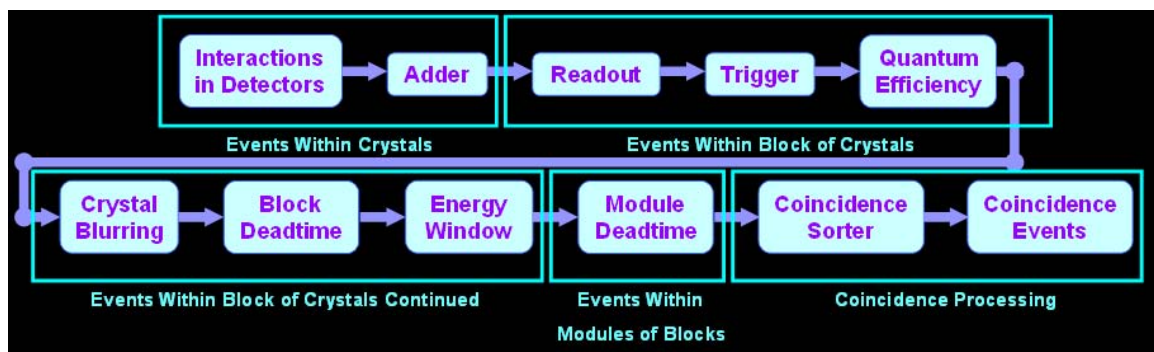 Interactions
in Detectors
Adder
Readout
Trigger
Quantum
Efficiency
Events Within Crystals
Events Within Block of Crystals
Crystal
Blurring
Block
Deadtime
Energy
Window
Module
Deadtime
Coincidence
Sorter
Coincidence
Events
Events Within Block of Crystals Continued
Events Within
Modules of Blocks
Coincidence Processing